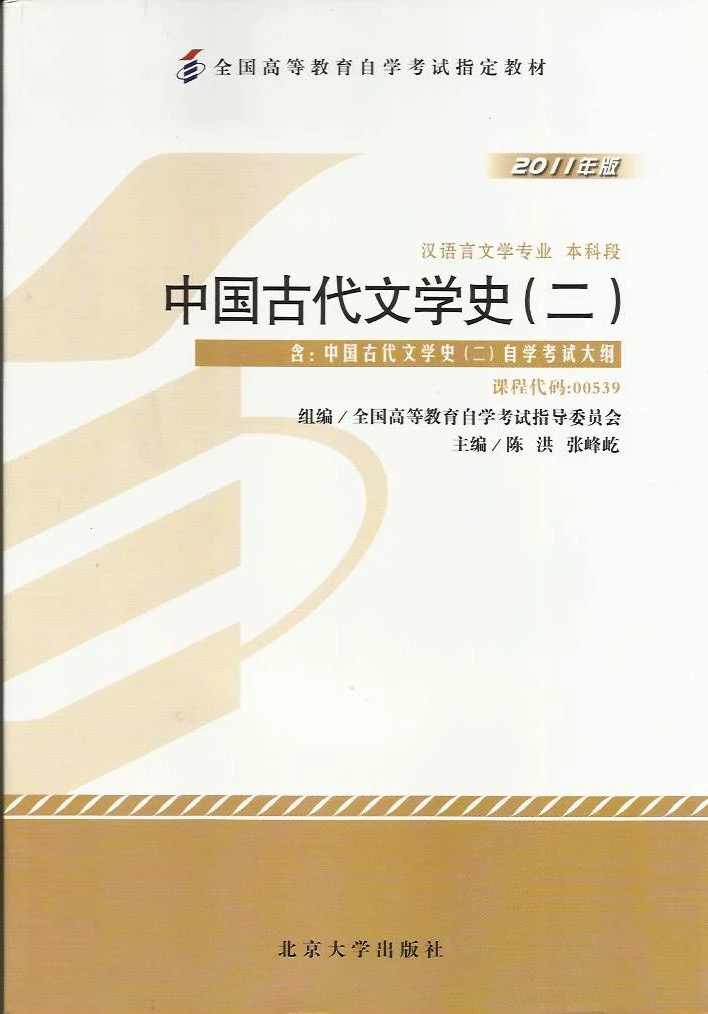 全国高等教育自学考试指定教材
2011年版
汉语言文学专业 本科段
中国古代文学史(二)
含:中国古代文学史(二)自学考试大纲
课程代码:00539
组编/全国高等教育自学考试指导委员会
主编/陈 洪 张峰屹
北京大学出版社